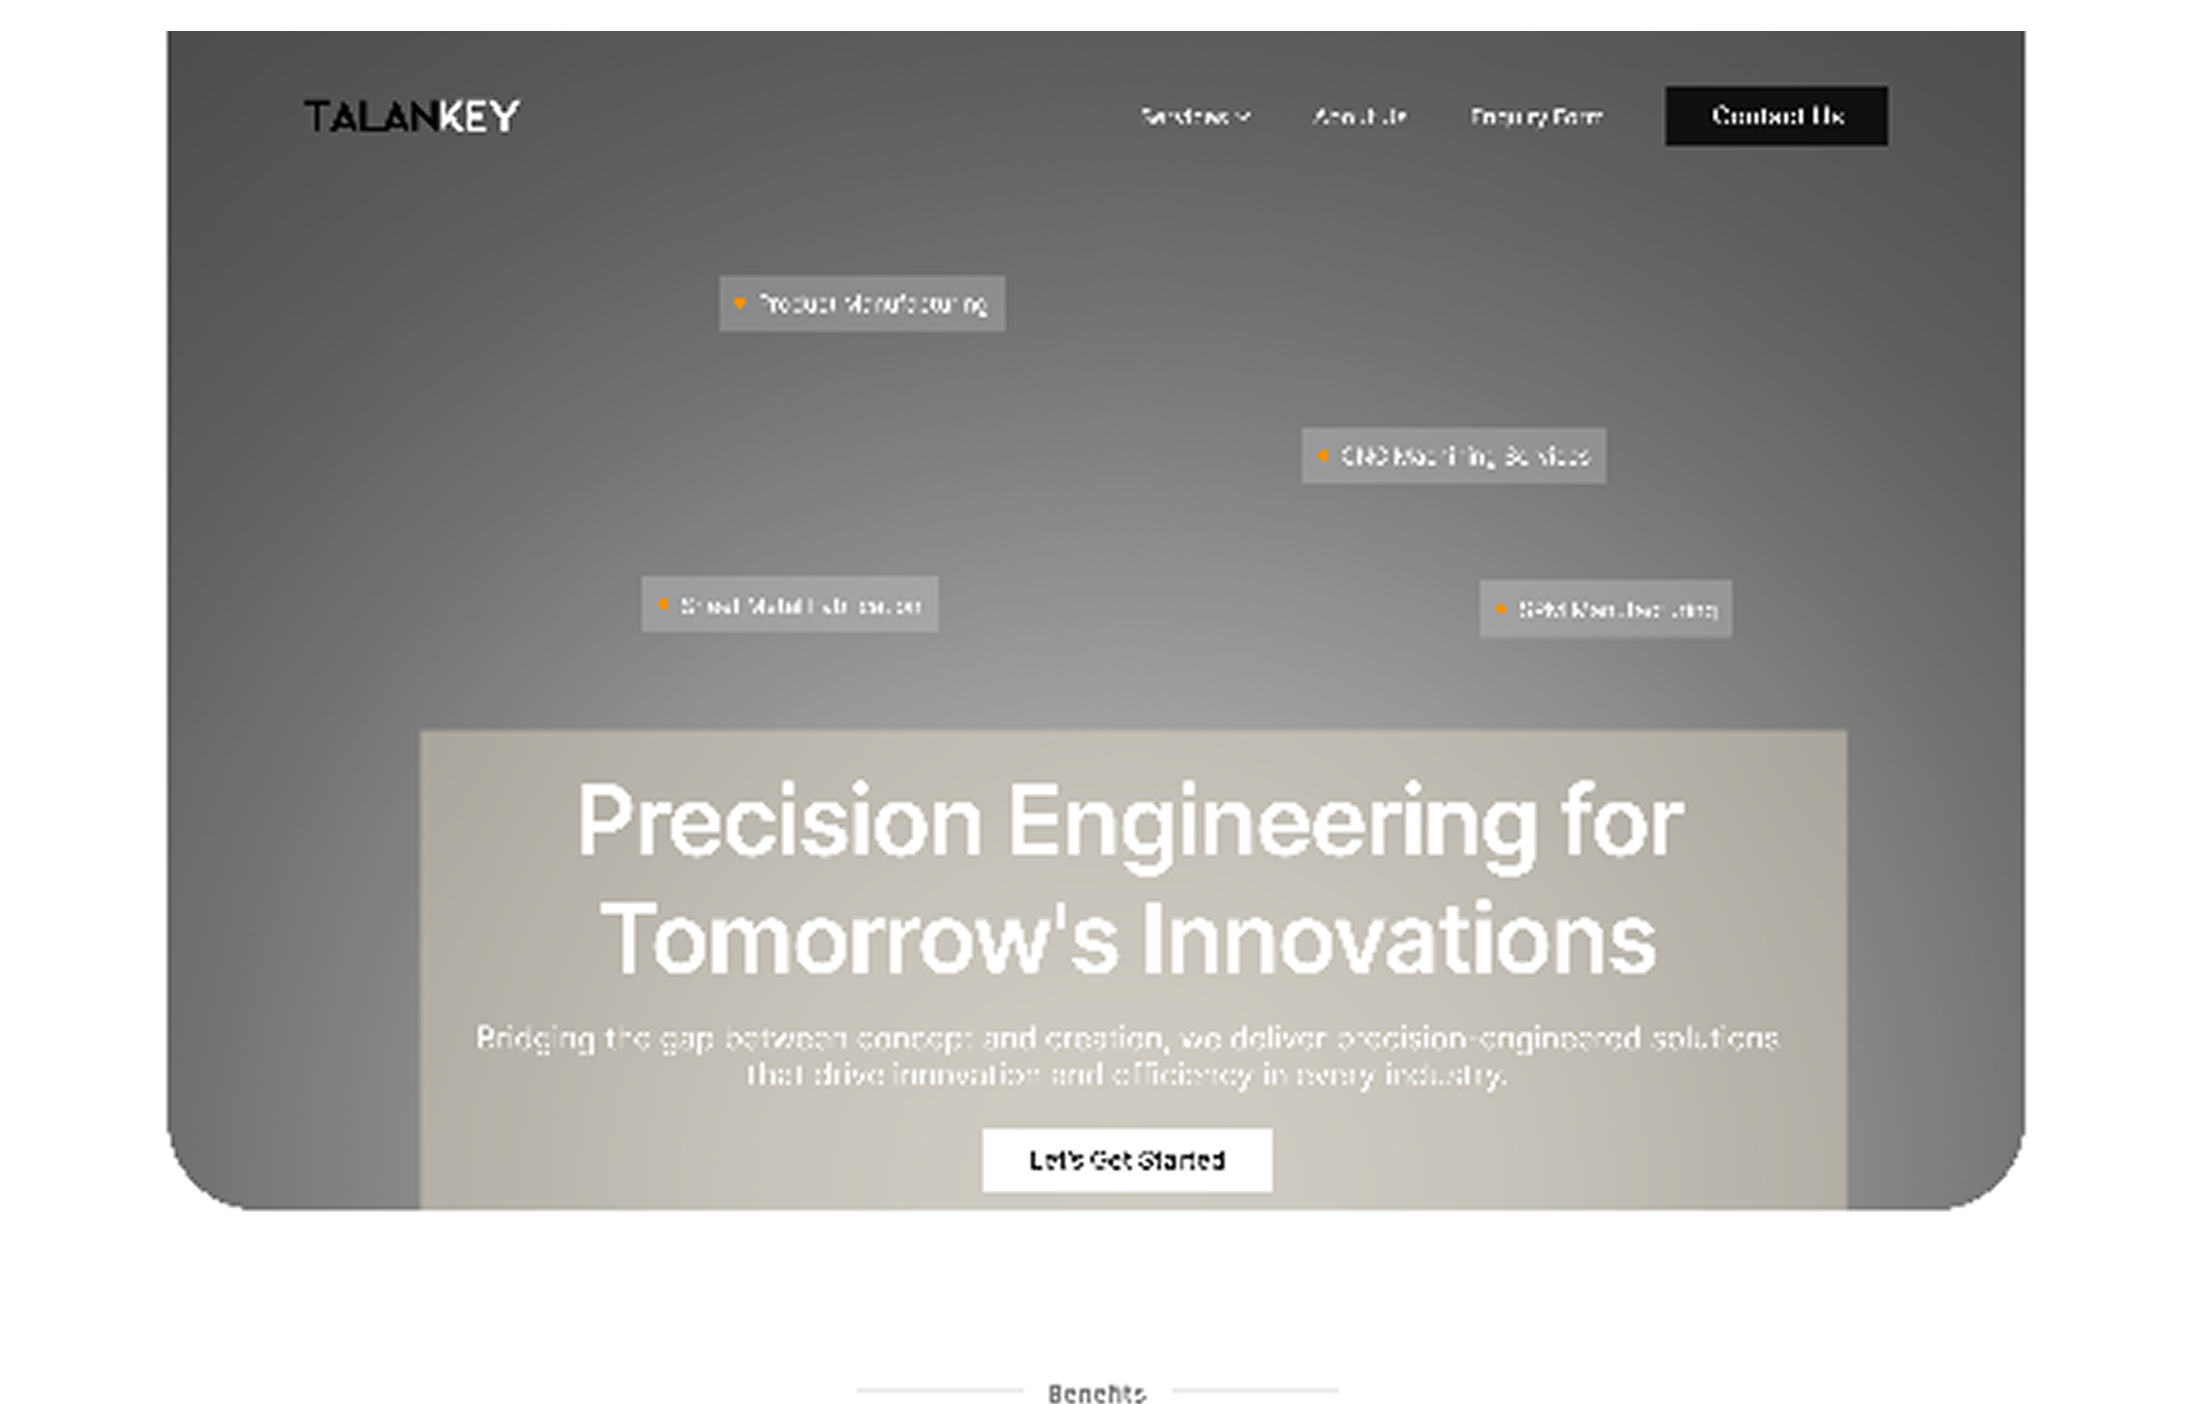 TALANKEY
Services
About Us
Enquiry Form
Contact Us
Product Manufacturing
CNC Machining Services
Sheet Metal Fabrication
SPM Manufacturing
Precision Engineering for
Tomorrow's Innovations
Bridging the gap between concept and creation, we deliver precision-engineered solutions
that drive innovation and efficiency in every industry.
Let's Get Started
Benefits